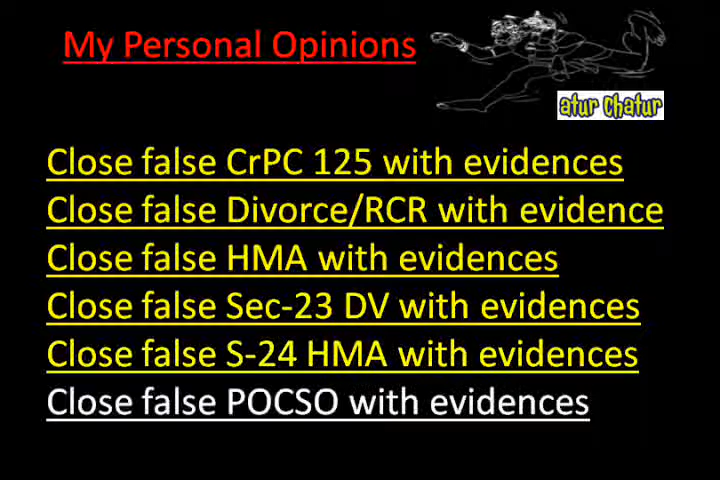 My Personal Opinions
atur chatur
Close false CrPC 125 with evidences
Close false Divorce/RCR with evidence
Close false HMA with evidences
Close false Sec-23 DV with evidences
Close false S-24 HMA with evidences
Close false POCSO with evidences